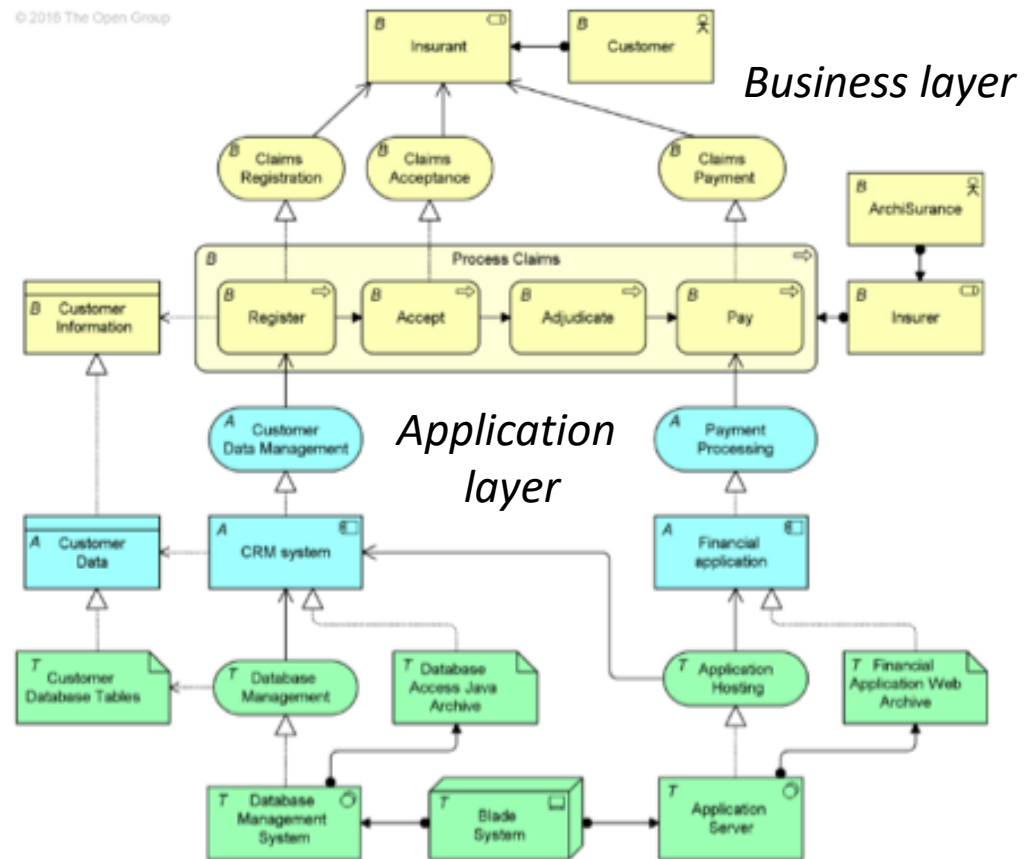 © 2016 The Open Group
B
Insurant
B
Customer
Business layer
B
Claims
Registration
B
Claims
Acceptance
B
Claims
Payment
B
ArchiSurance
B
Process Claims
B
Customer
Information
B
Register
B
Accept
B
Adjudicate
B
Pay
B
Insurer
A
Customer
Data Management
Application
layer
A
Payment
Processing
A
Customer
Data
A
CRM system
A
Financial
application
T
Customer
Database Tables
T
Database
Management
T
Database
Access Java
Archive
T
Application
Hosting
T
Financial
Application Web
Archive
T
Database
Management
System
T
Blade
System
T
Application
Server